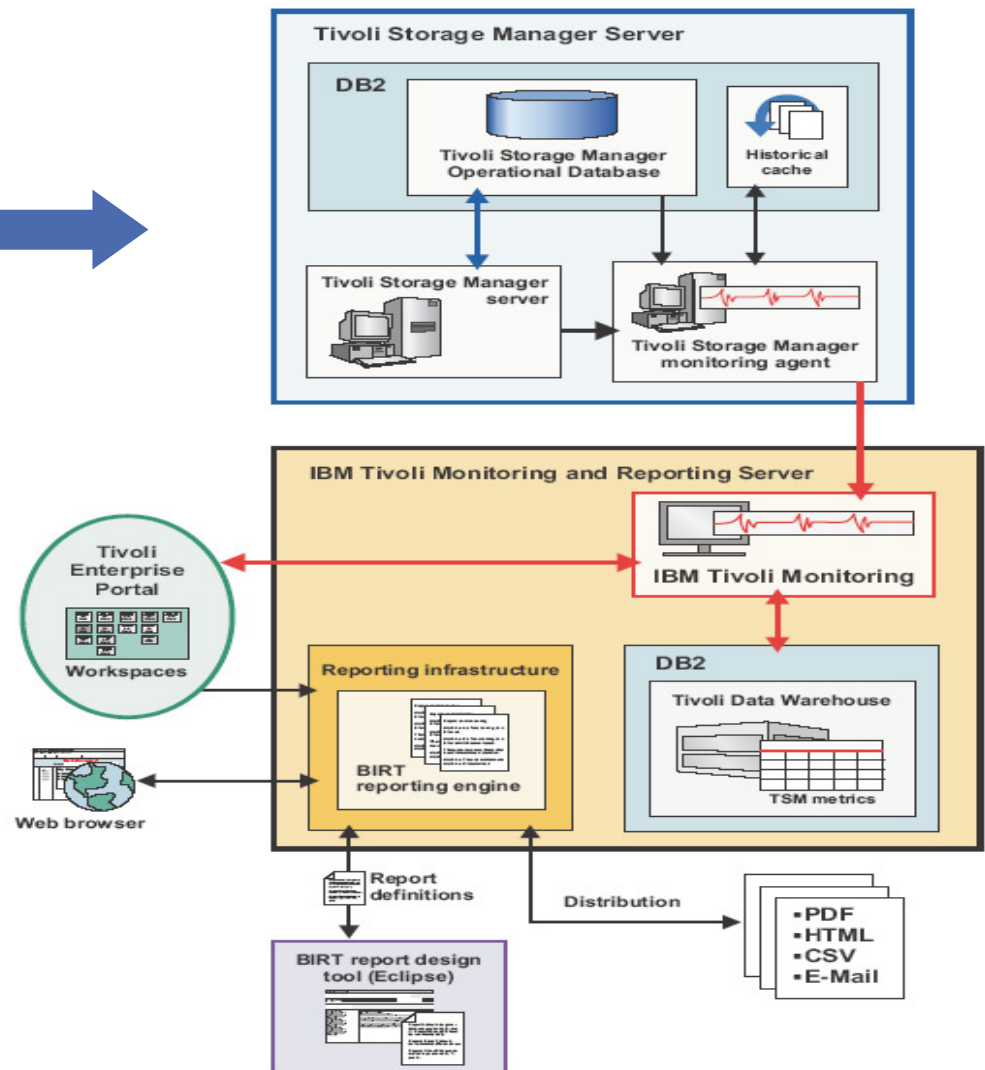 Tivoli Storage Manager Server
DB2
Tivoli Storage Manager
Operational Database
Historical
cache
Tivoli Storage Manager
server
Tivoli Storage Manager
monitoring agent
IBM Tivoli Monitoring and Reporting Server
IBM Tivoli Monitoring
Tivoli
Enterprise
Portal
Workspaces
Reporting infrastructure
BIRT
reporting engine
DB2
Tivoli Data Warehouse
TSM metrics
Web browser
Report
definitions
Distribution
▪PDF
▪HTML
▪CSV
▪E-Mail
BIRT report design
tool (Eclipse)